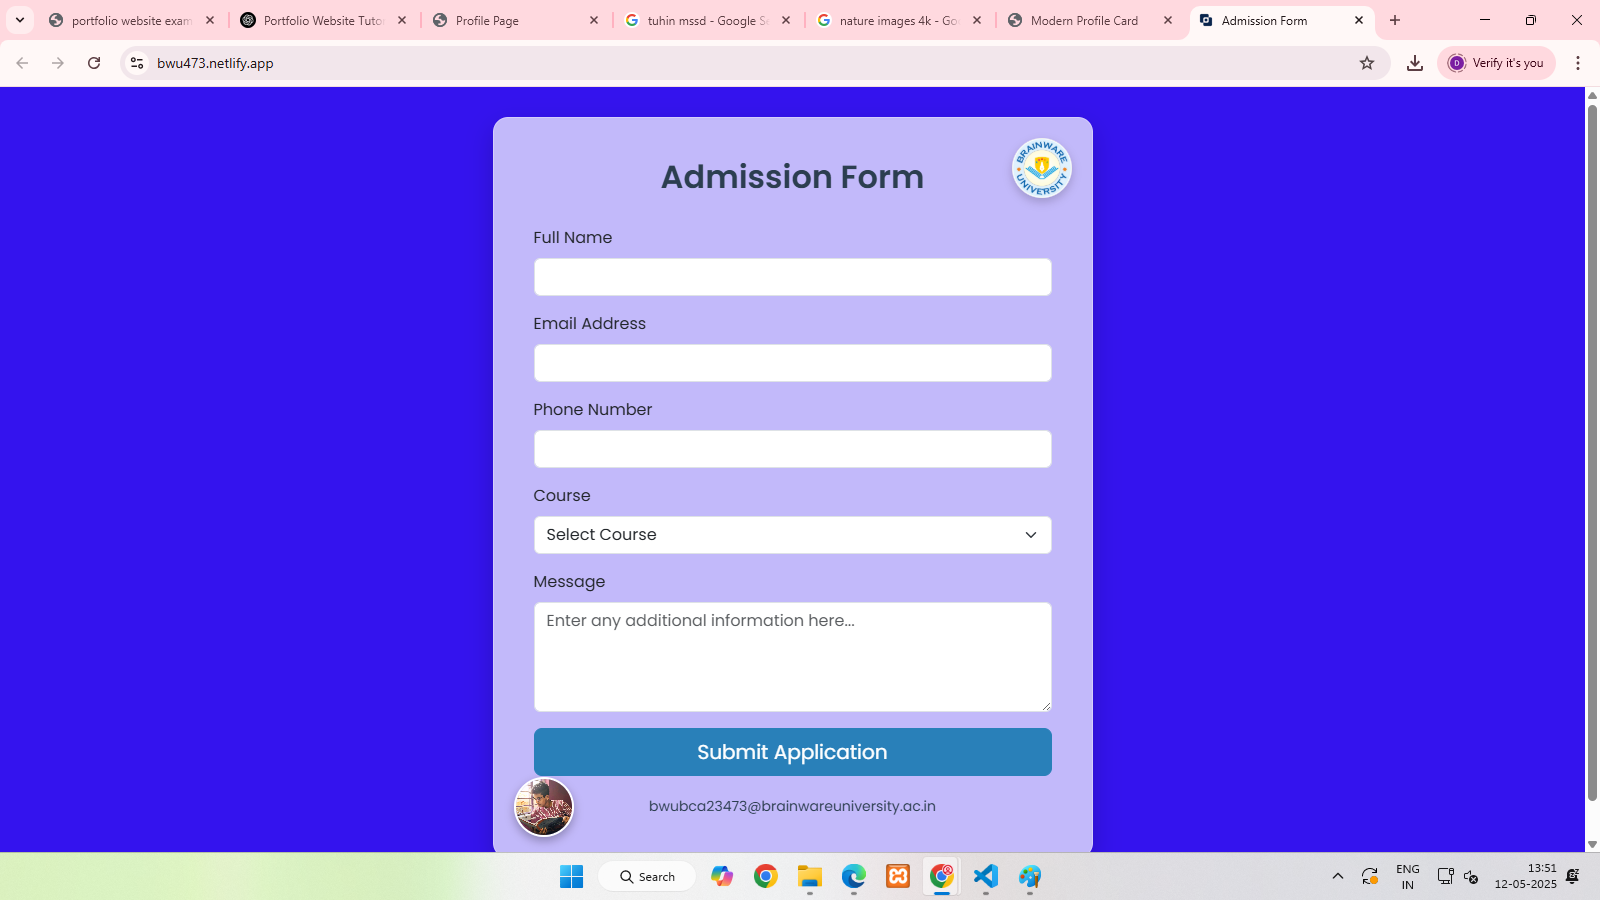 portfolio website exam
Portfolio Website Tutor
Profile Page
tuhin mssd - Google Se
nature images 4k - Goo
Modern Profile Card
Admission Form
bwu473.netlify.app
Verify it's you
Admission Form
BRAINWARE
UNIVERSITY
Full Name
Email Address
Phone Number
Course
Select Course
Message
Enter any additional information here...
Submit Application
bwubca23473@brainwareuniversity.ac.in
Search
ENG
IN
13:51
12-05-2025